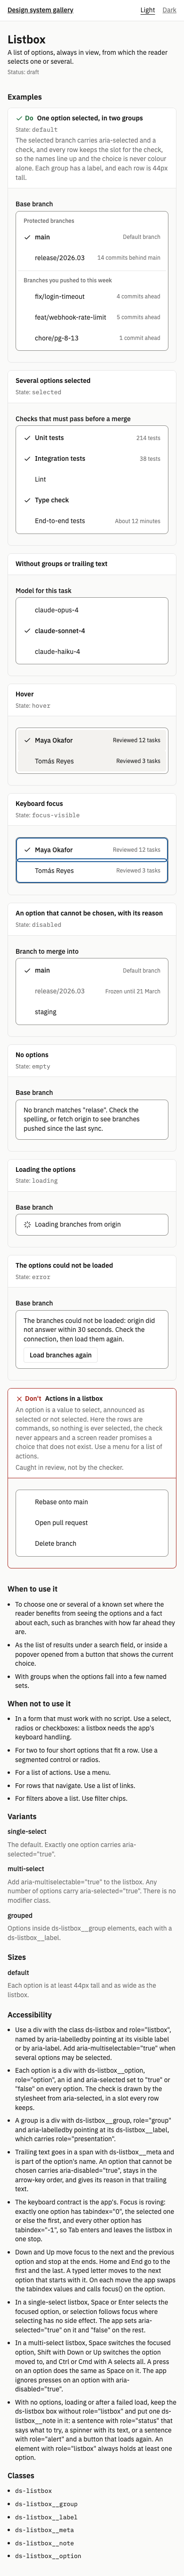 Design system gallery
Light Dark
Listbox
A list of options, always in view, from which the reader
selects one or several.
Status: draft
Examples
Do One option selected, in two groups
State: default
The selected branch carries aria-selected and a
check, and every row keeps the slot for the check,
so the names line up and the choice is never colour
alone. Each group has a label, and each row is 44px
tall.
Base branch
Protected branches
main Default branch
release/2026.03 14 commits behind main
Branches you pushed to this week
fix/login-timeout 4 commits ahead
feat/webhook-rate-limit 5 commits ahead
chore/pg-8-13 1 commit ahead
Several options selected
State: selected
Checks that must pass before a merge
Unit tests 214 tests
Integration tests 38 tests
Lint
Type check
End-to-end tests About 12 minutes
Without groups or trailing text
Model for this task
claude-opus-4
claude-sonnet-4
claude-haiku-4
Hover
State: hover
Maya Okafor Reviewed 12 tasks
Tomás Reyes Reviewed 3 tasks
Keyboard focus
State: focus-visible
Maya Okafor Reviewed 12 tasks
Tomás Reyes Reviewed 3 tasks
An option that cannot be chosen, with its reason
State: disabled
Branch to merge into
main Default branch
release/2026.03 Frozen until 21 March
staging
No options
State: empty
Base branch
No branch matches "relase". Check the
spelling, or fetch origin to see branches
pushed since the last sync.
Loading the options
State: loading
Base branch
Loading branches from origin
The options could not be loaded
State: error
Base branch
The branches could not be loaded: origin did
not answer within 30 seconds. Check the
connection, then load them again.
Load branches again
Don't Actions in a listbox
An option is a value to select, announced as
selected or not selected. Here the rows are
commands, so nothing is ever selected, the check
never appears and a screen reader promises a
choice that does not exist. Use a menu for a list of
actions.
Caught in review, not by the checker.
Rebase onto main
Open pull request
Delete branch
When to use it
To choose one or several of a known set where the
reader benefits from seeing the options and a fact
about each, such as branches with how far ahead they
are.
As the list of results under a search field, or inside a
popover opened from a button that shows the current
choice.
With groups when the options fall into a few named
sets.
When not to use it
In a form that must work with no script. Use a select,
radios or checkboxes: a listbox needs the app's
keyboard handling.
For two to four short options that fit a row. Use a
segmented control or radios.
For a list of actions. Use a menu.
For rows that navigate. Use a list of links.
For filters above a list. Use filter chips.
Variants
single-select
The default. Exactly one option carries aria-
selected="true".
multi-select
Add aria-multiselectable="true" to the listbox. Any
number of options carry aria-selected="true". There is no
modifier class.
grouped
Options inside ds-listbox__group elements, each with a
ds-listbox__label.
Sizes
default
Each option is at least 44px tall and as wide as the
listbox.
Accessibility
Use a div with the class ds-listbox and role="listbox",
named by aria-labelledby pointing at its visible label
or by aria-label. Add aria-multiselectable="true" when
several options may be selected.
Each option is a div with ds-listbox__option,
role="option", an id and aria-selected set to "true" or
"false" on every option. The check is drawn by the
stylesheet from aria-selected, in a slot every row
keeps.
A group is a div with ds-listbox__group, role="group"
and aria-labelledby pointing at its ds-listbox__label,
which carries role="presentation".
Trailing text goes in a span with ds-listbox__meta and
is part of the option's name. An option that cannot be
chosen carries aria-disabled="true", stays in the
arrow-key order, and gives its reason in that trailing
text.
The keyboard contract is the app's. Focus is roving:
exactly one option has tabindex="0", the selected one
or else the first, and every other option has
tabindex="-1", so Tab enters and leaves the listbox in
one stop.
Down and Up move focus to the next and the previous
option and stop at the ends. Home and End go to the first
and the last. A typed letter moves to the next option
that starts with it. On each move the app swaps
the tabindex values and calls focus() on the option.
In a single-select listbox, Space or Enter selects the
focused option, or selection follows focus where
selecting has no side effect. The app sets aria-
selected="true" on it and "false" on the rest.
In a multi-select listbox, Space switches the focused
option, Shift with Down or Up switches the option
moved to, and Ctrl or Cmd with A selects all. A press
on an option does the same as Space on it. The app
ignores presses on an option with aria-
disabled="true".
With no options, loading or after a failed load, keep the
ds-listbox box without role="listbox" and put one ds-
listbox__note in it: a sentence with role="status" that
says what to try, a spinner with its text, or a sentence
with role="alert" and a button that loads again. An
element with role="listbox" always holds at least one
option.
Classes
ds-listbox
ds-listbox__group
ds-listbox__label
ds-listbox__meta
ds-listbox__note
ds-listbox__option